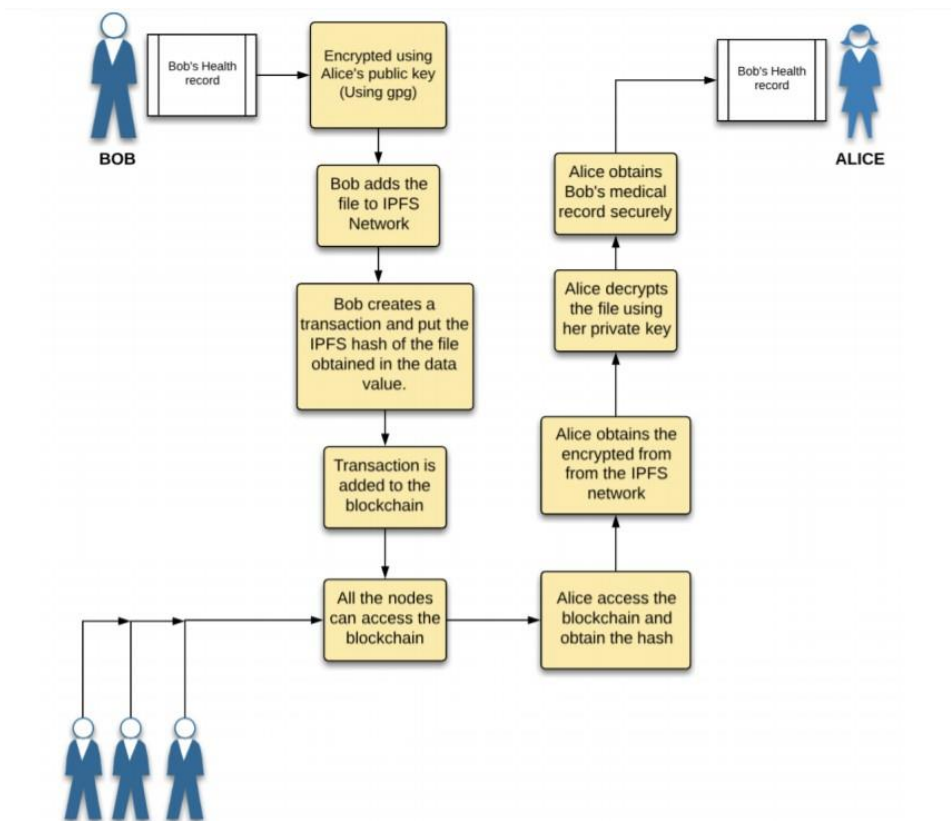 Bob's Health
record
Encrypted using
Alice's public key
(Using gpg)
BOB
Bob adds the
file to IPFS
Network
Bob creates a
transaction and put the
IPFS hash of the file
obtained in the data
value.
Transaction is
added to the
blockchain
All the nodes
can access the
blockchain
Alice access the
blockchain and
obtain the hash
Alice obtains the
encrypted from
from the IPFS
network
Alice decrypts
the file using
her private key
Alice obtains
Bob's medical
record securely
Bob's Health
record
ALICE